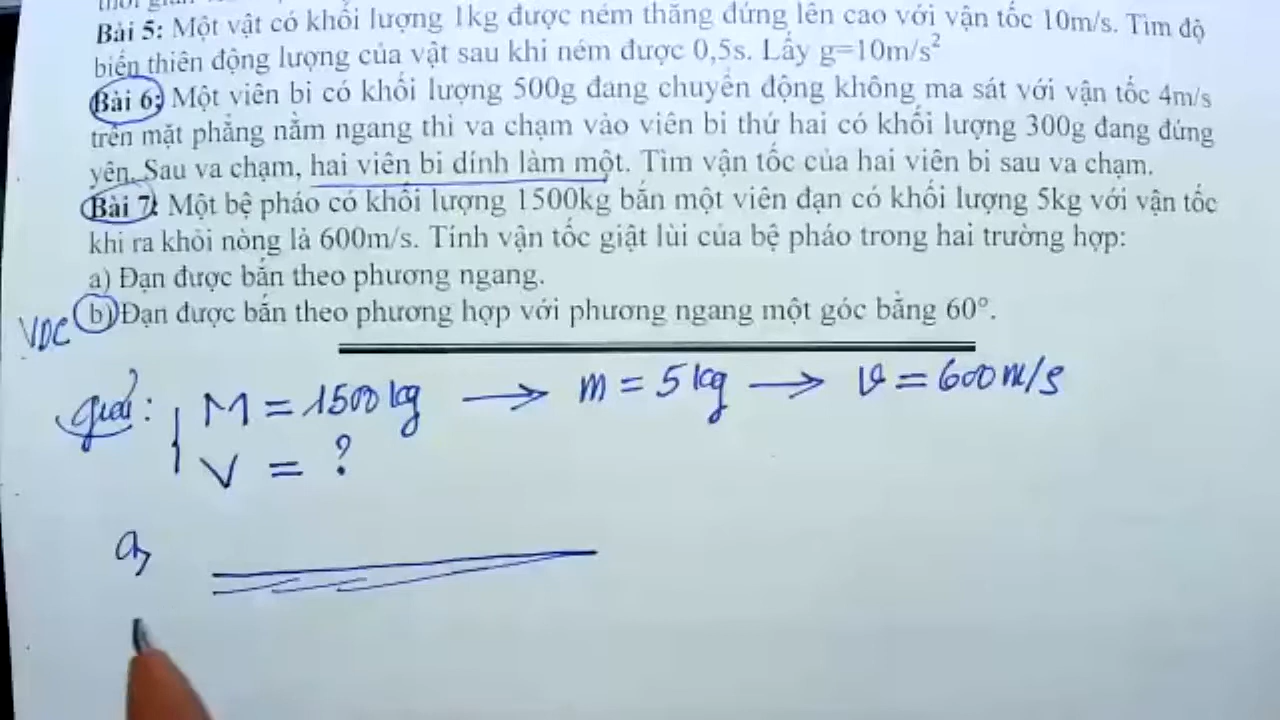 Bài 5: Một vật có khối lượng 1kg được ném thẳng đứng lên cao với vận tốc 10m/s. Tìm độ
biến thiên động lượng của vật sau khi ném được 0,5s. Lấy g=10m/s²
Bài 6: Một viên bi có khối lượng 500g đang chuyển động không ma sát với vận tốc 4m/s
trên mặt phẳng nằm ngang thì va chạm vào viên bi thứ hai có khối lượng 300g đang đứng
yên. Sau va chạm, hai viên bi dính làm một. Tìm vận tốc của hai viên bi sau va chạm.
Bài 7: Một bệ pháo có khối lượng 1500kg bắn một viên đạn có khối lượng 5kg với vận tốc
khi ra khỏi nòng là 600m/s. Tính vận tốc giật lùi của bệ pháo trong hai trường hợp:
a) Đạn được bắn theo phương ngang.
VDC b) Đạn được bắn theo phương hợp với phương ngang một góc bằng 60°.
Giải: M = 1500kg → m = 5kg → v = 600m/s
V = ?
a,